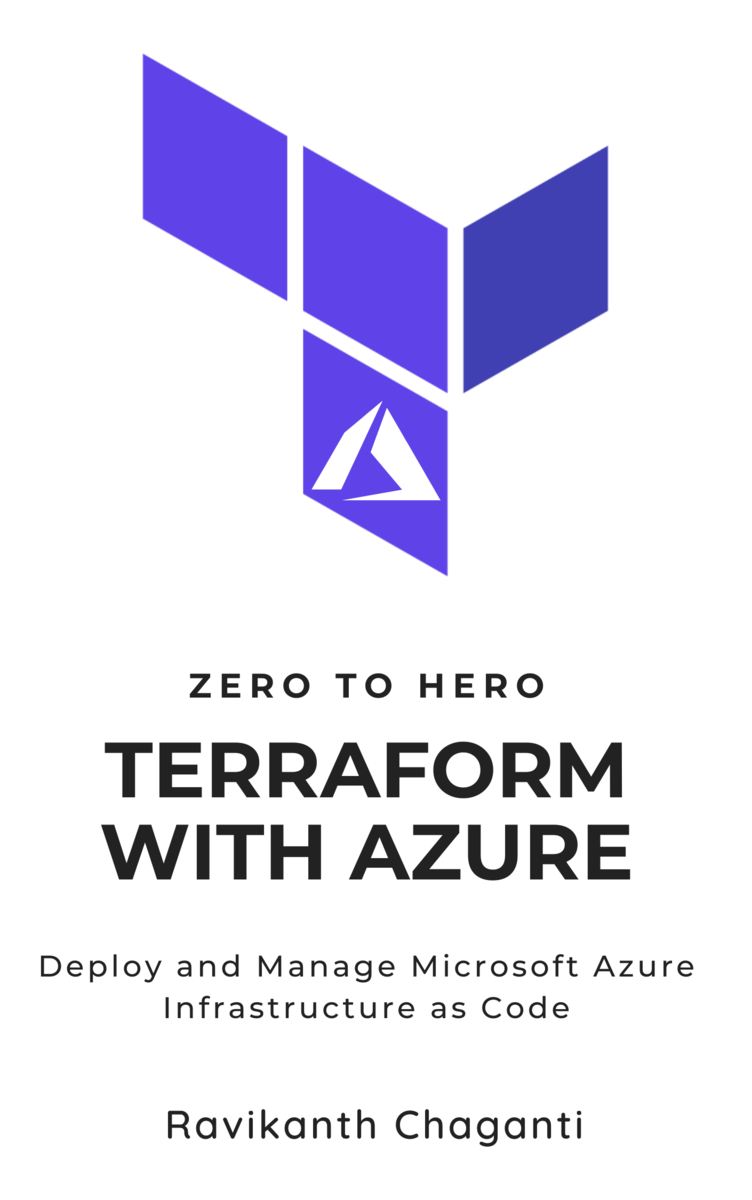 ZERO TO HERO
TERRAFORM
WITH AZURE
Deploy and Manage Microsoft Azure
Infrastructure as Code
Ravikanth Chaganti